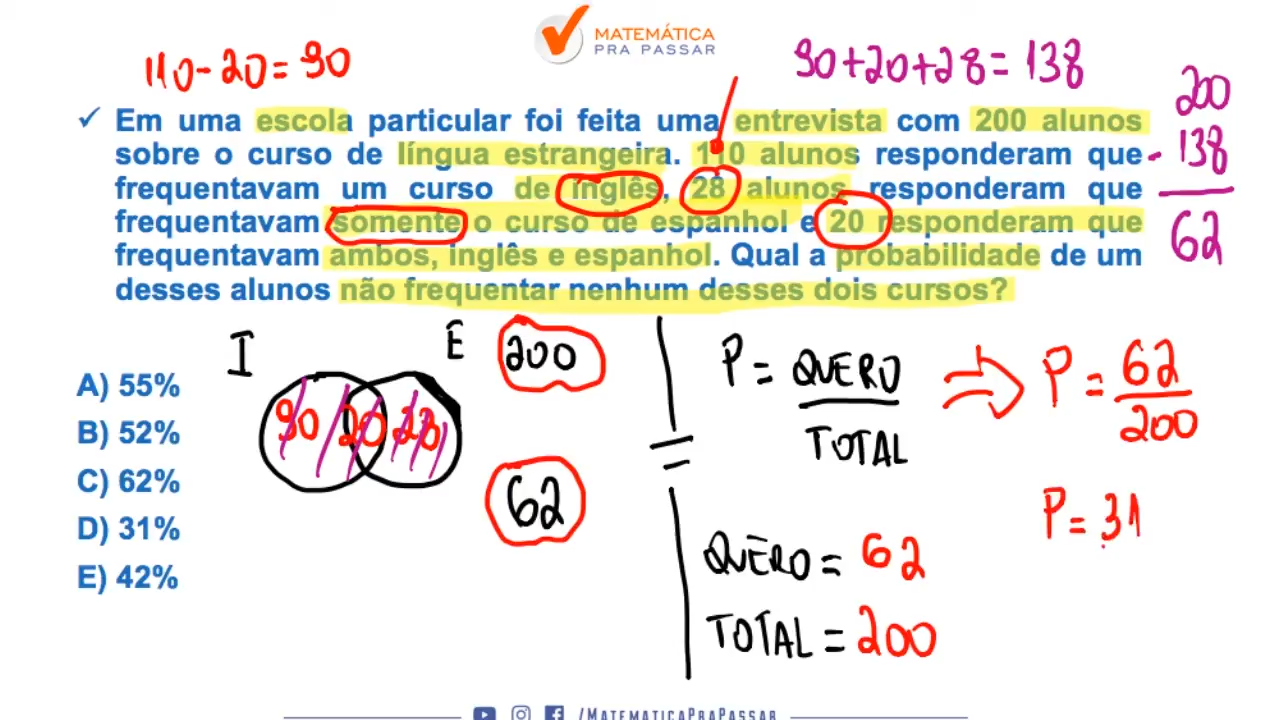 MATEMÁTICA
PRA PASSAR
110-20=90
90+20+28=138
✓ Em uma escola particular foi feita uma entrevista com 200 alunos
sobre o curso de língua estrangeira. 110 alunos responderam que
frequentavam um curso de inglês, 28 alunos responderam que
frequentavam somente o curso de espanhol e 20 responderam que
frequentavam ambos, inglês e espanhol. Qual a probabilidade de um
desses alunos não frequentar nenhum desses dois cursos?
200
- 138
62
A) 55%
B) 52%
C) 62%
D) 31%
E) 42%
I
E
200
90 20 28
62
P = QUERO
TOTAL
P = 62
200
P = 31
QUERO = 62
TOTAL = 200
/MATEMATICAPRAPASSAR